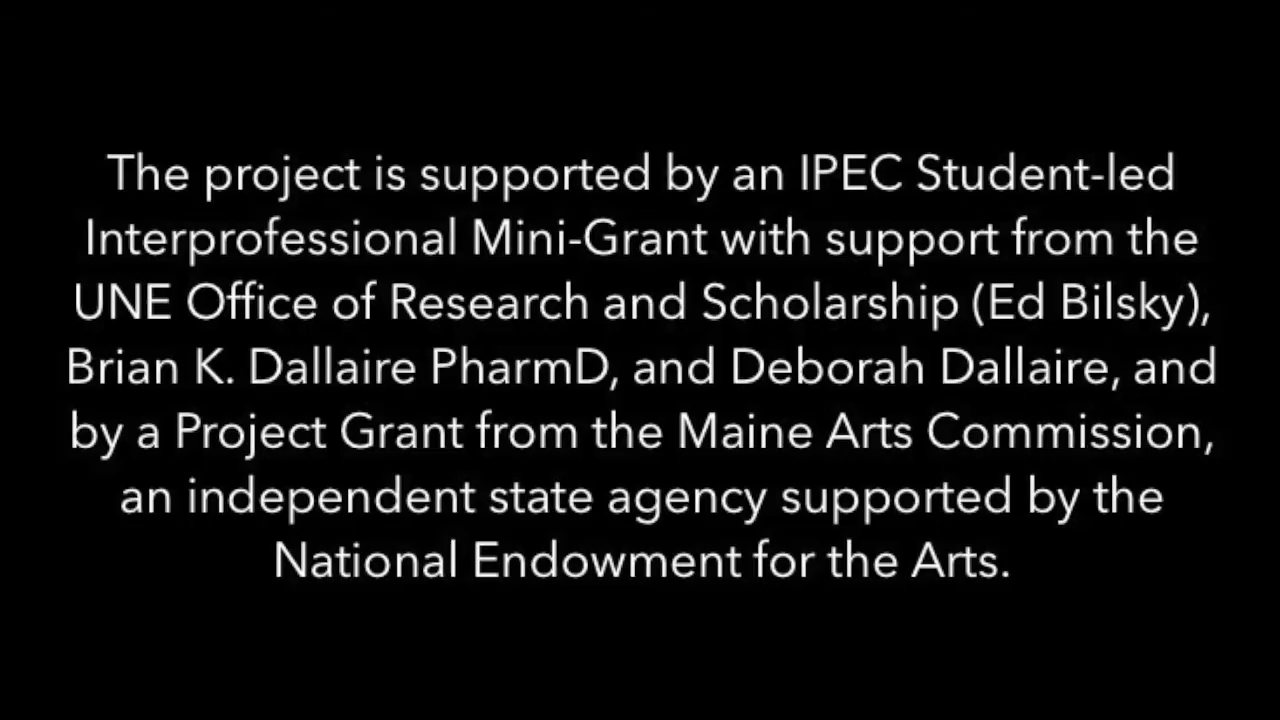 The project is supported by an IPEC Student-led
Interprofessional Mini-Grant with support from the
UNE Office of Research and Scholarship (Ed Bilsky),
Brian K. Dallaire PharmD, and Deborah Dallaire, and
by a Project Grant from the Maine Arts Commission,
an independent state agency supported by the
National Endowment for the Arts.